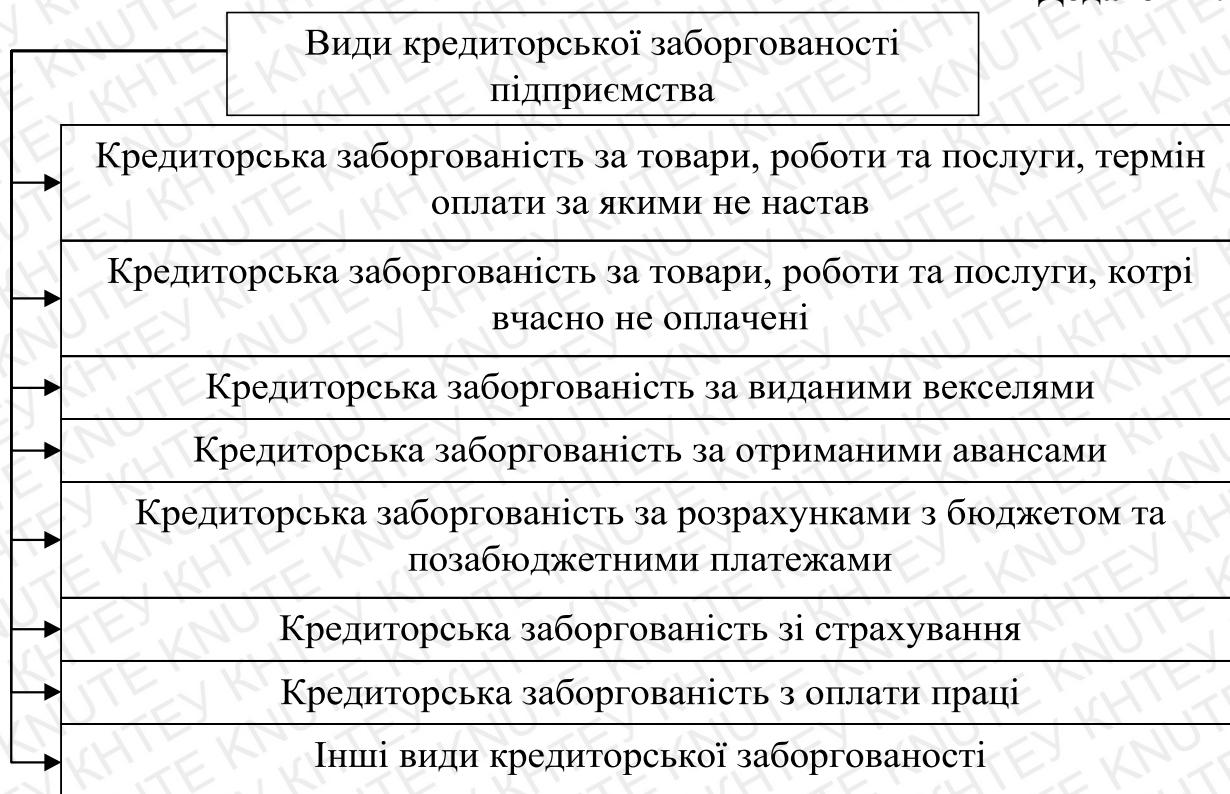 Види кредиторської заборгованості
підприємства
Кредиторська заборгованість за товари, роботи та послуги, термін
оплати за якими не настав
Кредиторська заборгованість за товари, роботи та послуги, котрі
вчасно не оплачені
Кредиторська заборгованість за виданими векселями
Кредиторська заборгованість за отриманими авансами
Кредиторська заборгованість за розрахунками з бюджетом та
позабюджетними платежами
Кредиторська заборгованість зі страхування
Кредиторська заборгованість з оплати праці
Інші види кредиторської заборгованості